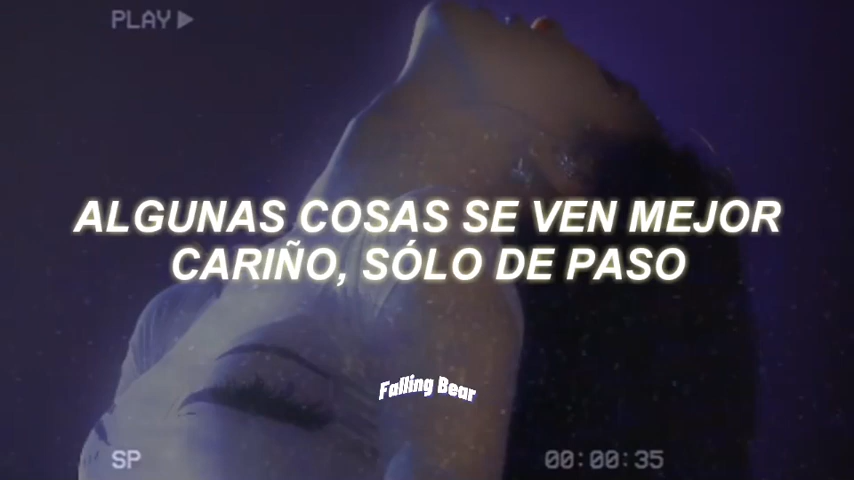 PLAY
ALGUNAS COSAS SE VEN MEJOR
CARIÑO, SÓLO DE PASO
Falling Bear
SP
00:00:35